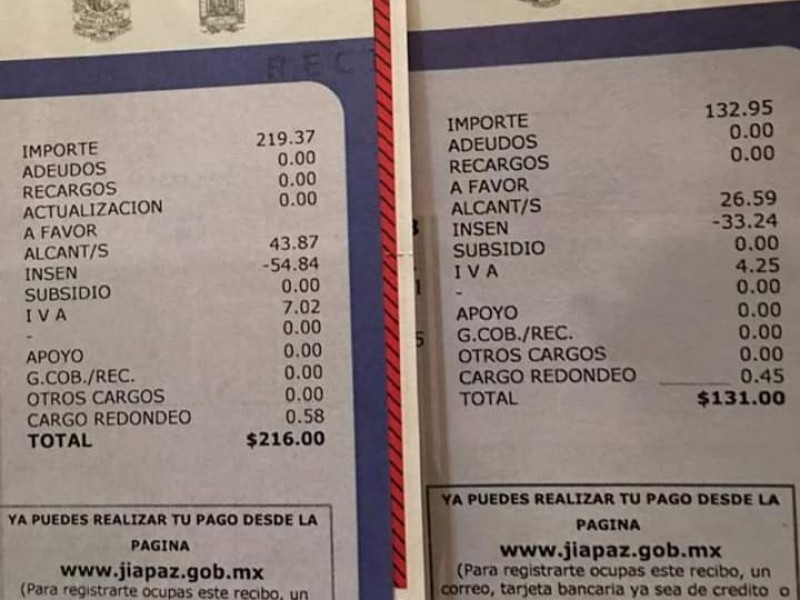 RECI
IMPORTE 219.37
ADEUDOS 0.00
RECARGOS 0.00
ACTUALIZACION 0.00
A FAVOR
ALCANT/S 43.87
INSEN -54.84
SUBSIDIO 0.00
I V A 7.02
- 0.00
APOYO 0.00
G.COB./REC. 0.00
OTROS CARGOS 0.00
CARGO REDONDEO 0.58
TOTAL $216.00
YA PUEDES REALIZAR TU PAGO DESDE LA
PAGINA
www.jiapaz.gob.mx
(Para registrarte ocupas este recibo, un
IMPORTE 132.95
ADEUDOS 0.00
RECARGOS 0.00
A FAVOR
ALCANT/S 26.59
INSEN -33.24
SUBSIDIO 0.00
I V A 4.25
- 0.00
APOYO 0.00
G.COB./REC. 0.00
OTROS CARGOS 0.00
CARGO REDONDEO 0.45
TOTAL $131.00
YA PUEDES REALIZAR TU PAGO DESDE LA
PAGINA
www.jiapaz.gob.mx
(Para registrarte ocupas este recibo, un
correo, tarjeta bancaria ya sea de credito o